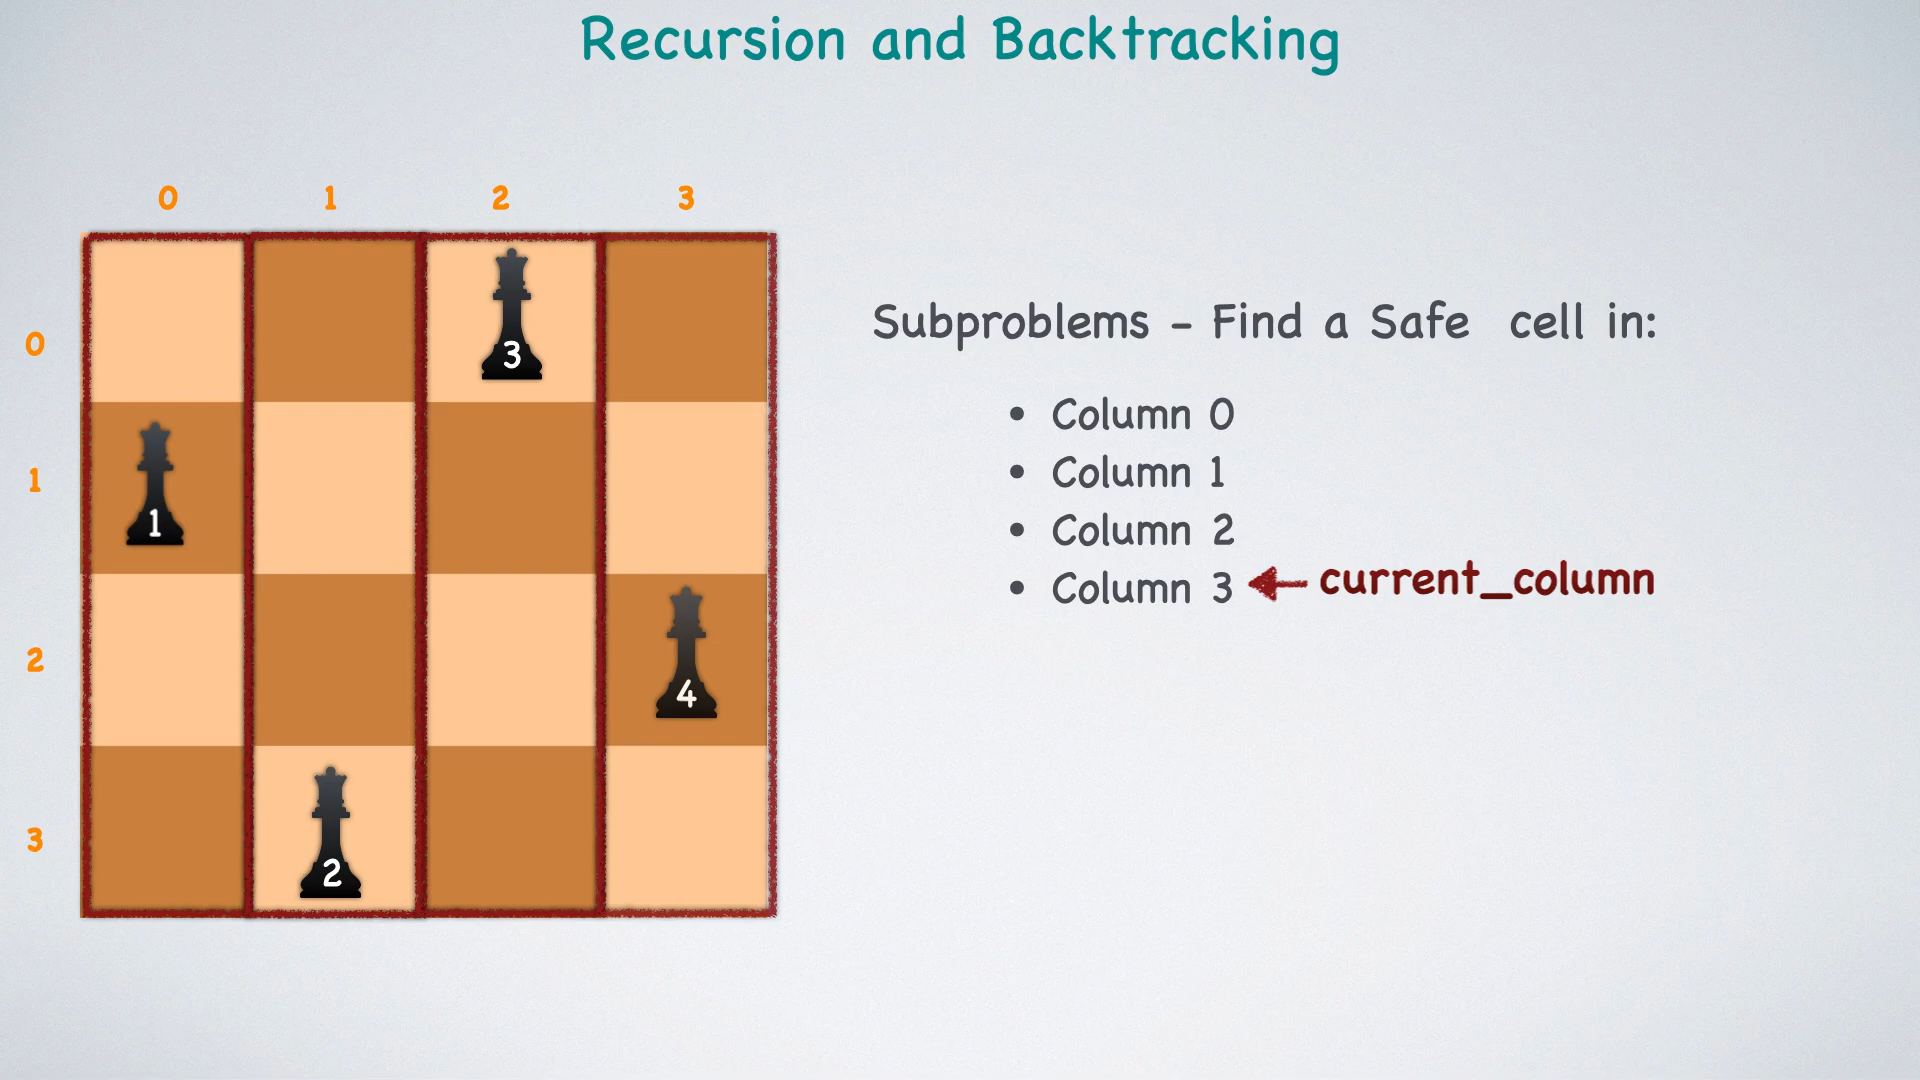 Recursion and Backtracking
0 1 2 3
3
0
Subproblems - Find a Safe cell in:
• Column 0
1
1
• Column 1
• Column 2
• Column 3 current_column
2
4
3
2